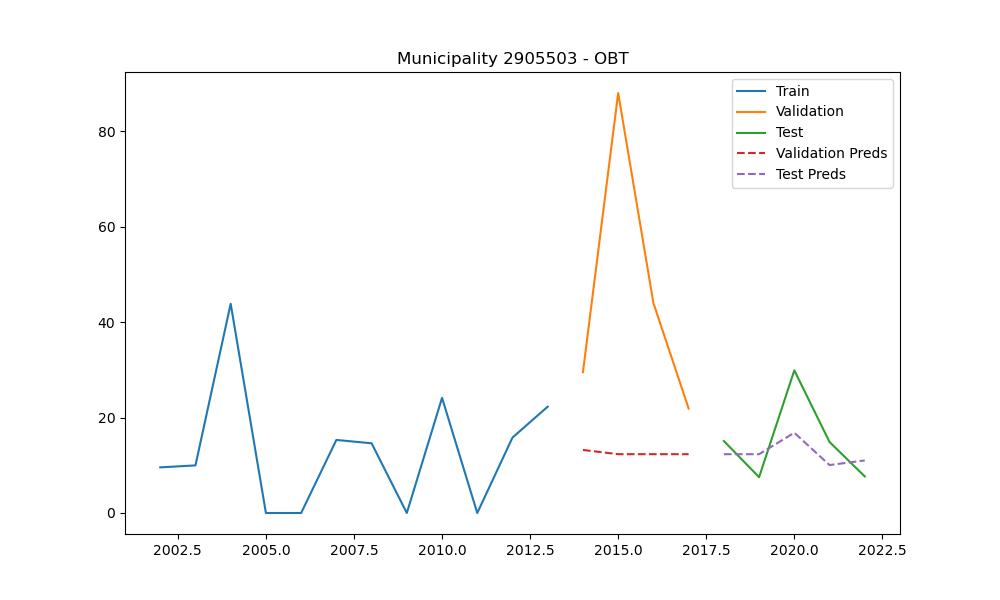 Municipality 2905503 - OBT
Train
Validation
Test
Validation Preds
Test Preds
80
60
40
20
0
2002.5 2005.0 2007.5 2010.0 2012.5 2015.0 2017.5 2020.0 2022.5